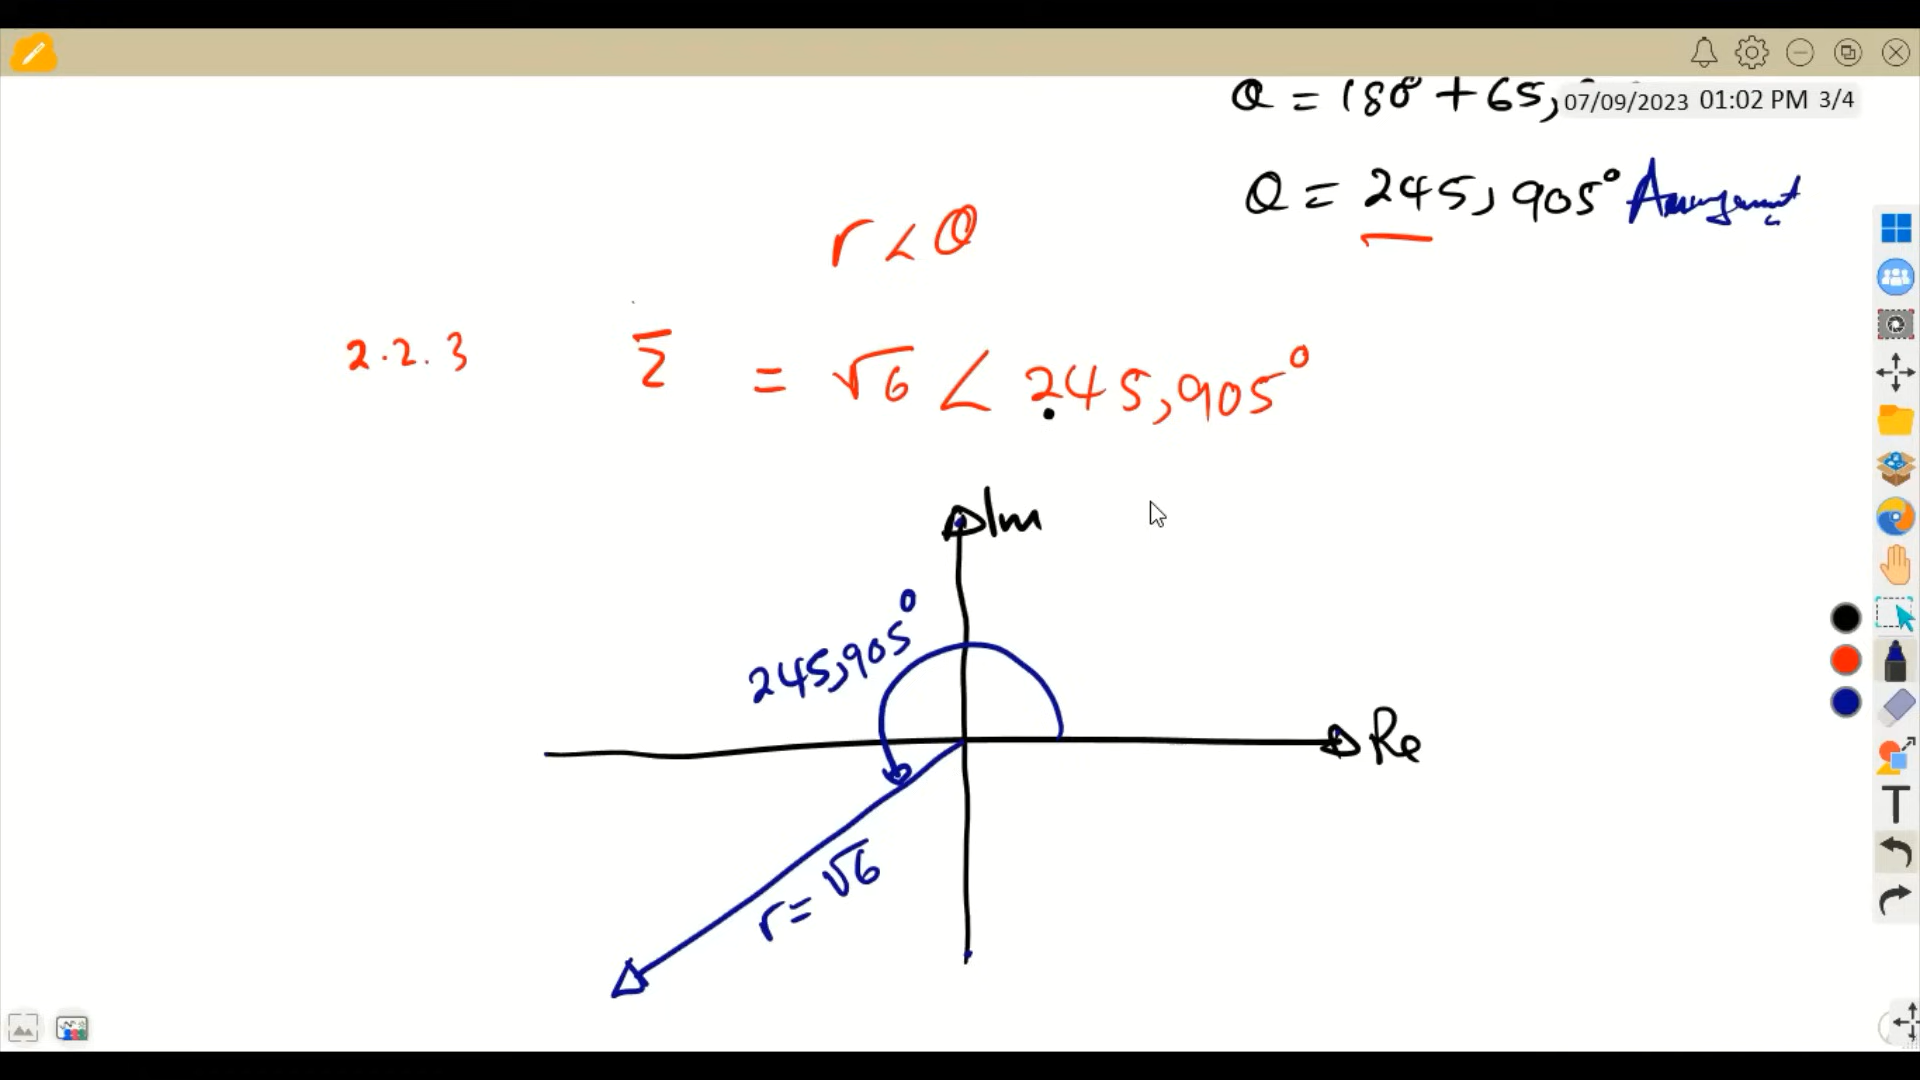 θ = 180° + 65,
07/09/2023 01:02 PM 3/4
θ = 245,905°
r < θ
2.2.3 z̄ = √6 ∠ 245,905°
Im
245,905°
Re
r = √6
T